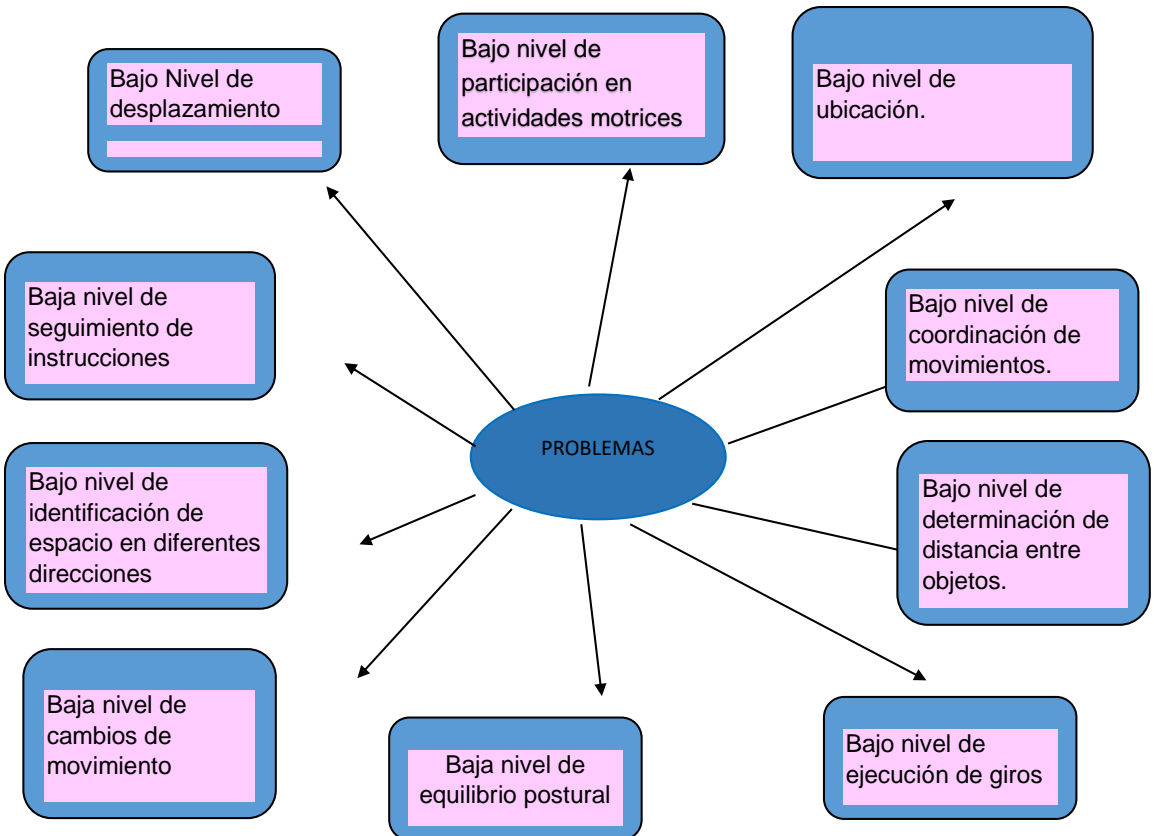 Bajo Nivel de
desplazamiento
Bajo nivel de
participación en
actividades motrices
Bajo nivel de
ubicación.
Baja nivel de
seguimiento de
instrucciones
Bajo nivel de
coordinación de
movimientos.
PROBLEMAS
Bajo nivel de
identificación de
espacio en diferentes
direcciones
Bajo nivel de
determinación de
distancia entre
objetos.
Baja nivel de
cambios de
movimiento
Baja nivel de
equilibrio postural
Bajo nivel de
ejecución de giros